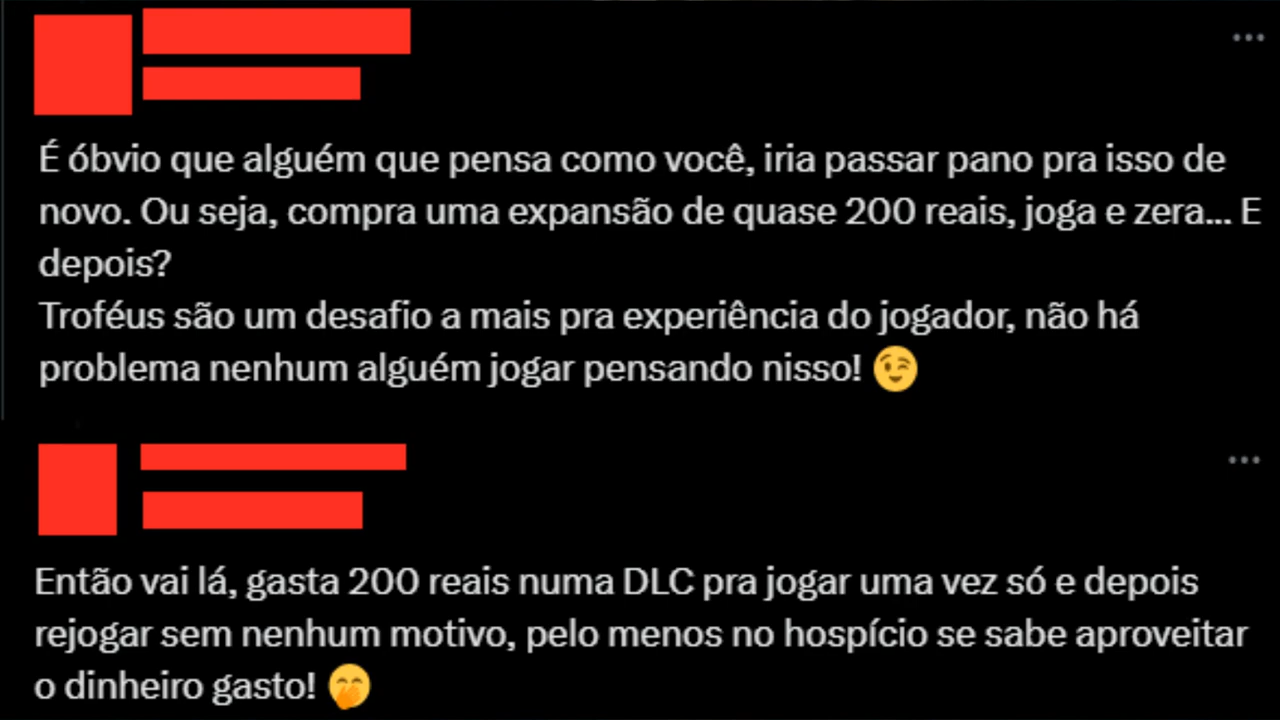 É óbvio que alguém que pensa como você, iria passar pano pra isso de
novo. Ou seja, compra uma expansão de quase 200 reais, joga e zera... E
depois?
Troféus são um desafio a mais pra experiência do jogador, não há
problema nenhum alguém jogar pensando nisso! 😉
Então vai lá, gasta 200 reais numa DLC pra jogar uma vez só e depois
rejogar sem nenhum motivo, pelo menos no hospício se sabe aproveitar
o dinheiro gasto! 🤭